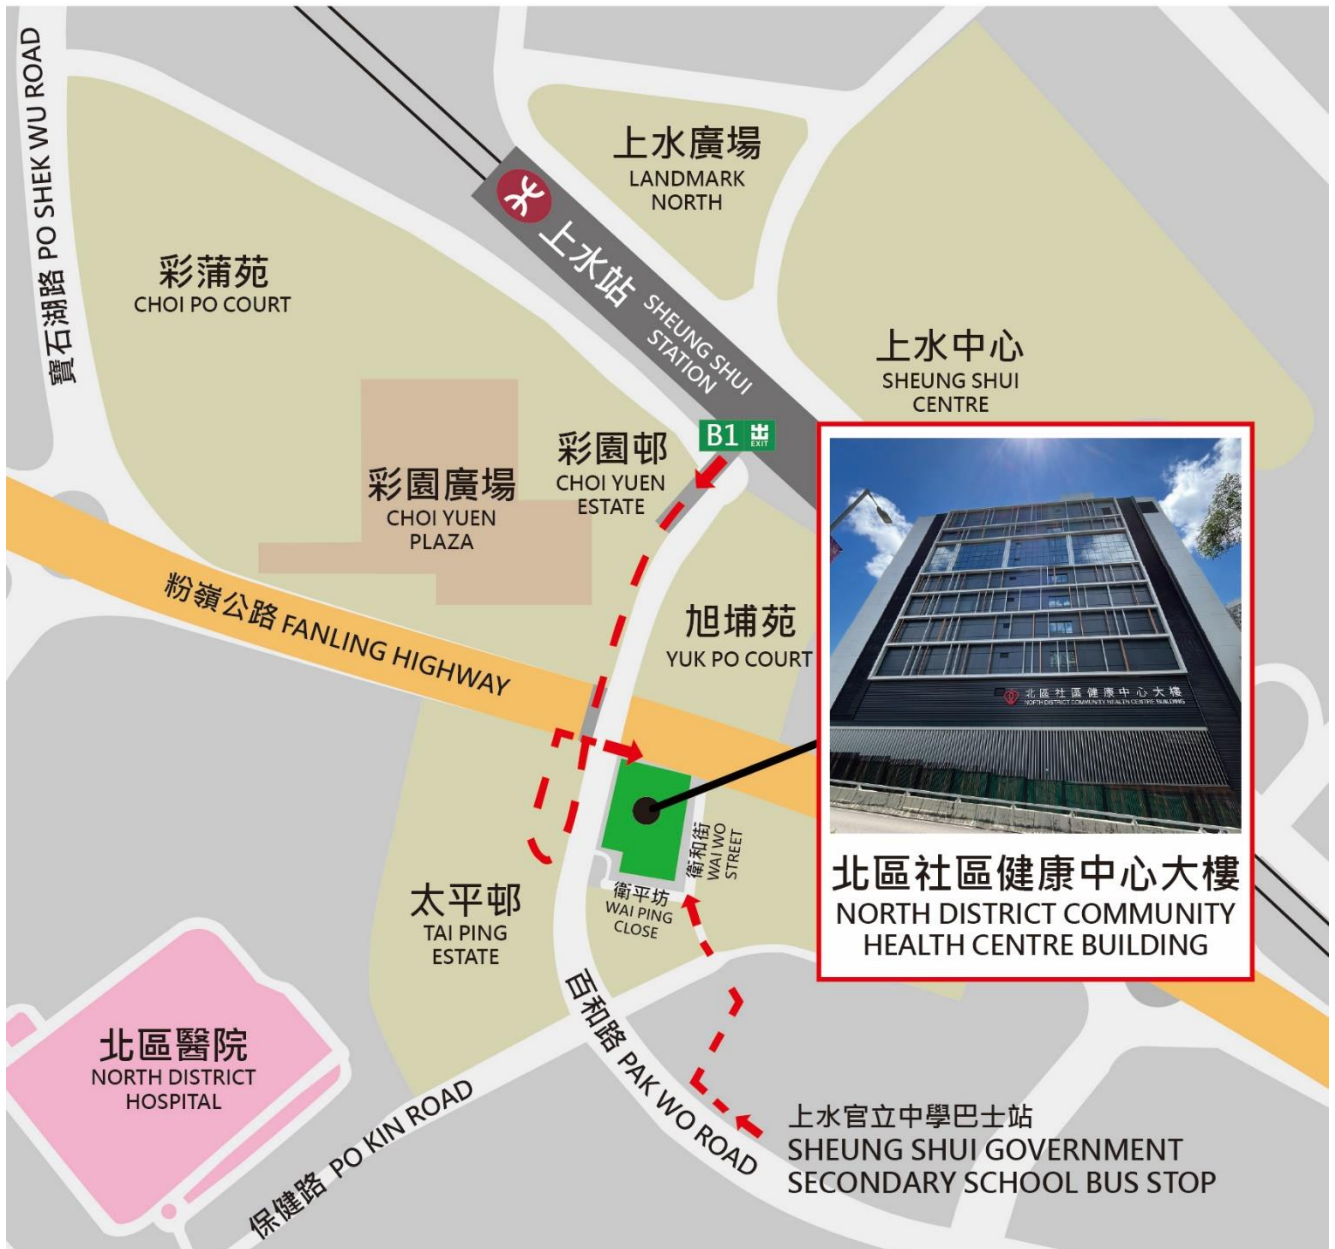 寶石湖路 PO SHEK WU ROAD
上水廣場
LANDMARK
NORTH
彩蒲苑
CHOI PO COURT
上水站 SHEUNG SHUI
STATION
上水中心
SHEUNG SHUI
CENTRE
B1 出
EXIT
彩園邨
CHOI YUEN
ESTATE
彩園廣場
CHOI YUEN
PLAZA
粉嶺公路 FANLING HIGHWAY
旭埔苑
YUK PO COURT
北區社區健康中心大樓
NORTH DISTRICT COMMUNITY HEALTH CENTRE BUILDING
衛和街
WAI WO
STREET
衛平坊
WAI PING
CLOSE
太平邨
TAI PING
ESTATE
北區社區健康中心大樓
NORTH DISTRICT COMMUNITY
HEALTH CENTRE BUILDING
百和路 PAK WO ROAD
北區醫院
NORTH DISTRICT
HOSPITAL
保健路 PO KIN ROAD
上水官立中學巴士站
SHEUNG SHUI GOVERNMENT
SECONDARY SCHOOL BUS STOP